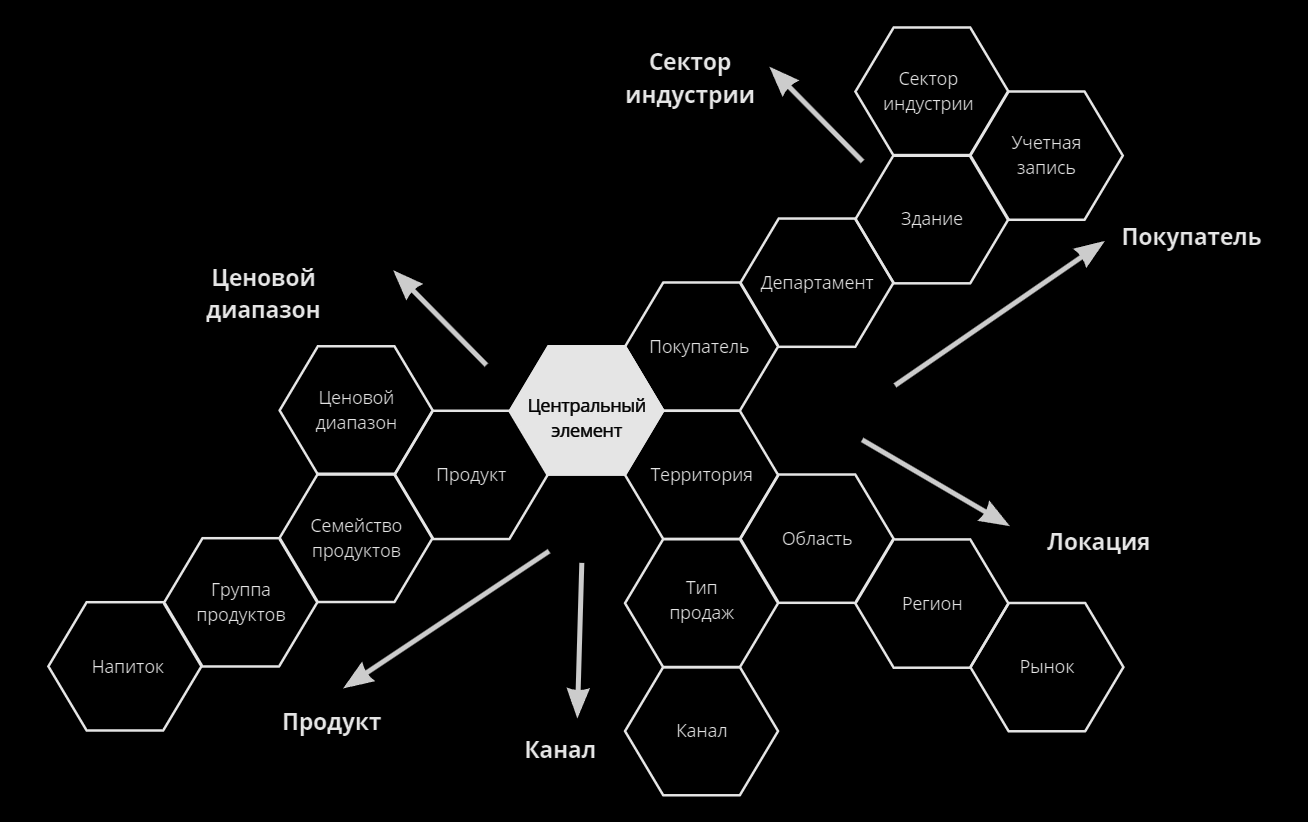 Сектор
индустрии
Сектор
индустрии
Учетная
запись
Здание
Покупатель
Департамент
Ценовой
диапазон
Покупатель
Ценовой
диапазон
Центральный
элемент
Продукт
Территория
Семейство
продуктов
Область
Локация
Группа
продуктов
Тип
продаж
Регион
Напиток
Рынок
Продукт
Канал
Канал